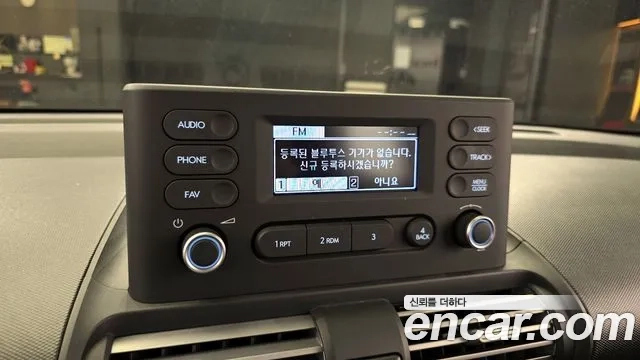 FM --:--
등록된 블루투스 기기가 없습니다.
신규 등록하시겠습니까?
1 예 2 아니요
AUDIO
PHONE
FAV
<SEEK
TRACK>
MENU
CLOCK
1 RPT
2 RDM
3
4
BACK
신뢰를 더하다
encar.com